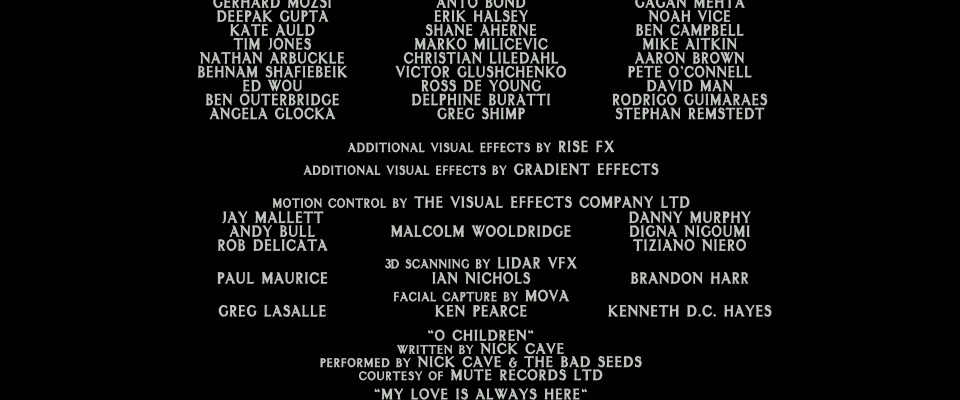 GERHARD MOZSI ANTO BOND GAGAN MEHTA
DEEPAK GUPTA ERIK HALSEY NOAH VICE
KATE AULD SHANE AHERNE BEN CAMPBELL
TIM JONES MARKO MILICEVIC MIKE AITKIN
NATHAN ARBUCKLE CHRISTIAN LILEDAHL AARON BROWN
BEHNAM SHAFIEBEIK VICTOR GLUSHCHENKO PETE O'CONNELL
ED WOU ROSS DE YOUNG DAVID MAN
BEN OUTERBRIDGE DELPHINE BURATTI RODRIGO GUIMARAES
ANGELA GLOCKA GREG SHIMP STEPHAN REMSTEDT
ADDITIONAL VISUAL EFFECTS BY RISE FX
ADDITIONAL VISUAL EFFECTS BY GRADIENT EFFECTS
MOTION CONTROL BY THE VISUAL EFFECTS COMPANY LTD
JAY MALLETT DANNY MURPHY
ANDY BULL MALCOLM WOOLDRIDGE DIGNA NIGOUMI
ROB DELICATA TIZIANO NIERO
3D SCANNING BY LIDAR VFX
PAUL MAURICE IAN NICHOLS BRANDON HARR
FACIAL CAPTURE BY MOVA
GREG LASALLE KEN PEARCE KENNETH D.C. HAYES
"O CHILDREN"
WRITTEN BY NICK CAVE
PERFORMED BY NICK CAVE & THE BAD SEEDS
COURTESY OF MUTE RECORDS LTD
"MY LOVE IS ALWAYS HERE"